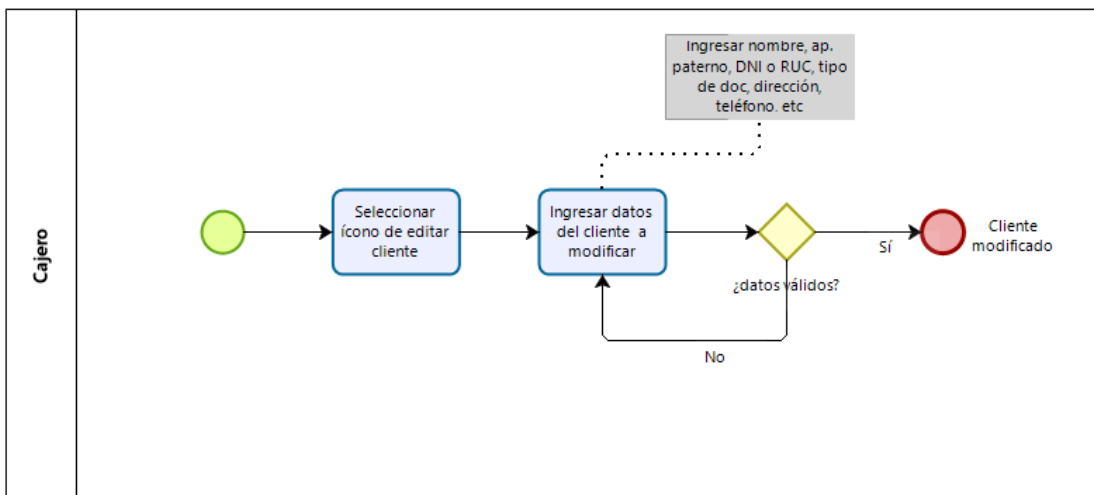 Cajero
Ingresar nombre, ap.
paterno, DNI o RUC, tipo
de doc, dirección,
teléfono. etc
Seleccionar
ícono de editar
cliente
Ingresar datos
del cliente a
modificar
¿datos válidos?
Sí
No
Cliente
modificado